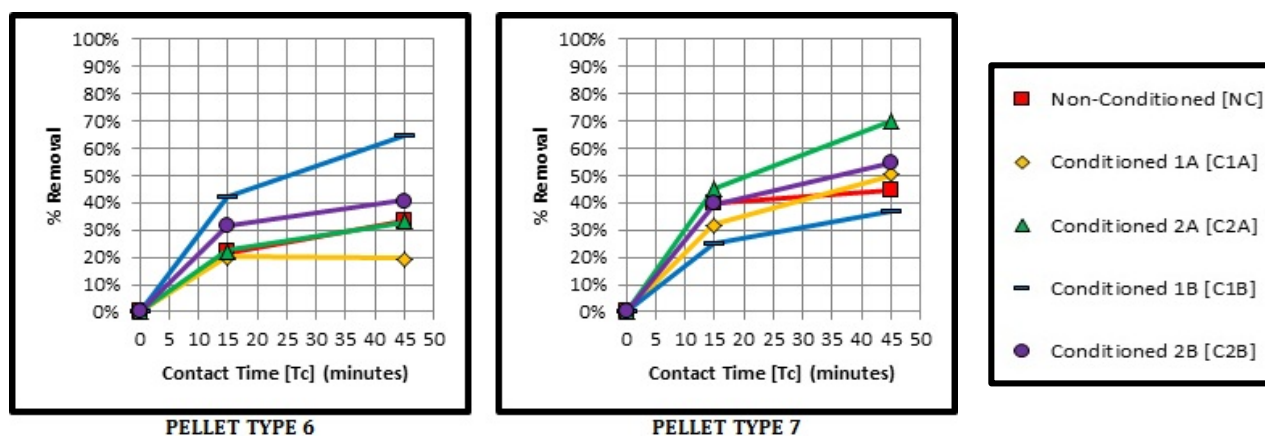 100%
90%
80%
70%
60%
50%
40%
30%
20%
10%
0%
% Removal
0 5 10 15 20 25 30 35 40 45 50
Contact Time [Tc] (minutes)
PELLET TYPE 6
100%
90%
80%
70%
60%
50%
40%
30%
20%
10%
0%
% Removal
0 5 10 15 20 25 30 35 40 45 50
Contact Time [Tc] (minutes)
PELLET TYPE 7
Non-Conditioned [NC]
Conditioned 1A [C1A]
Conditioned 2A [C2A]
Conditioned 1B [C1B]
Conditioned 2B [C2B]